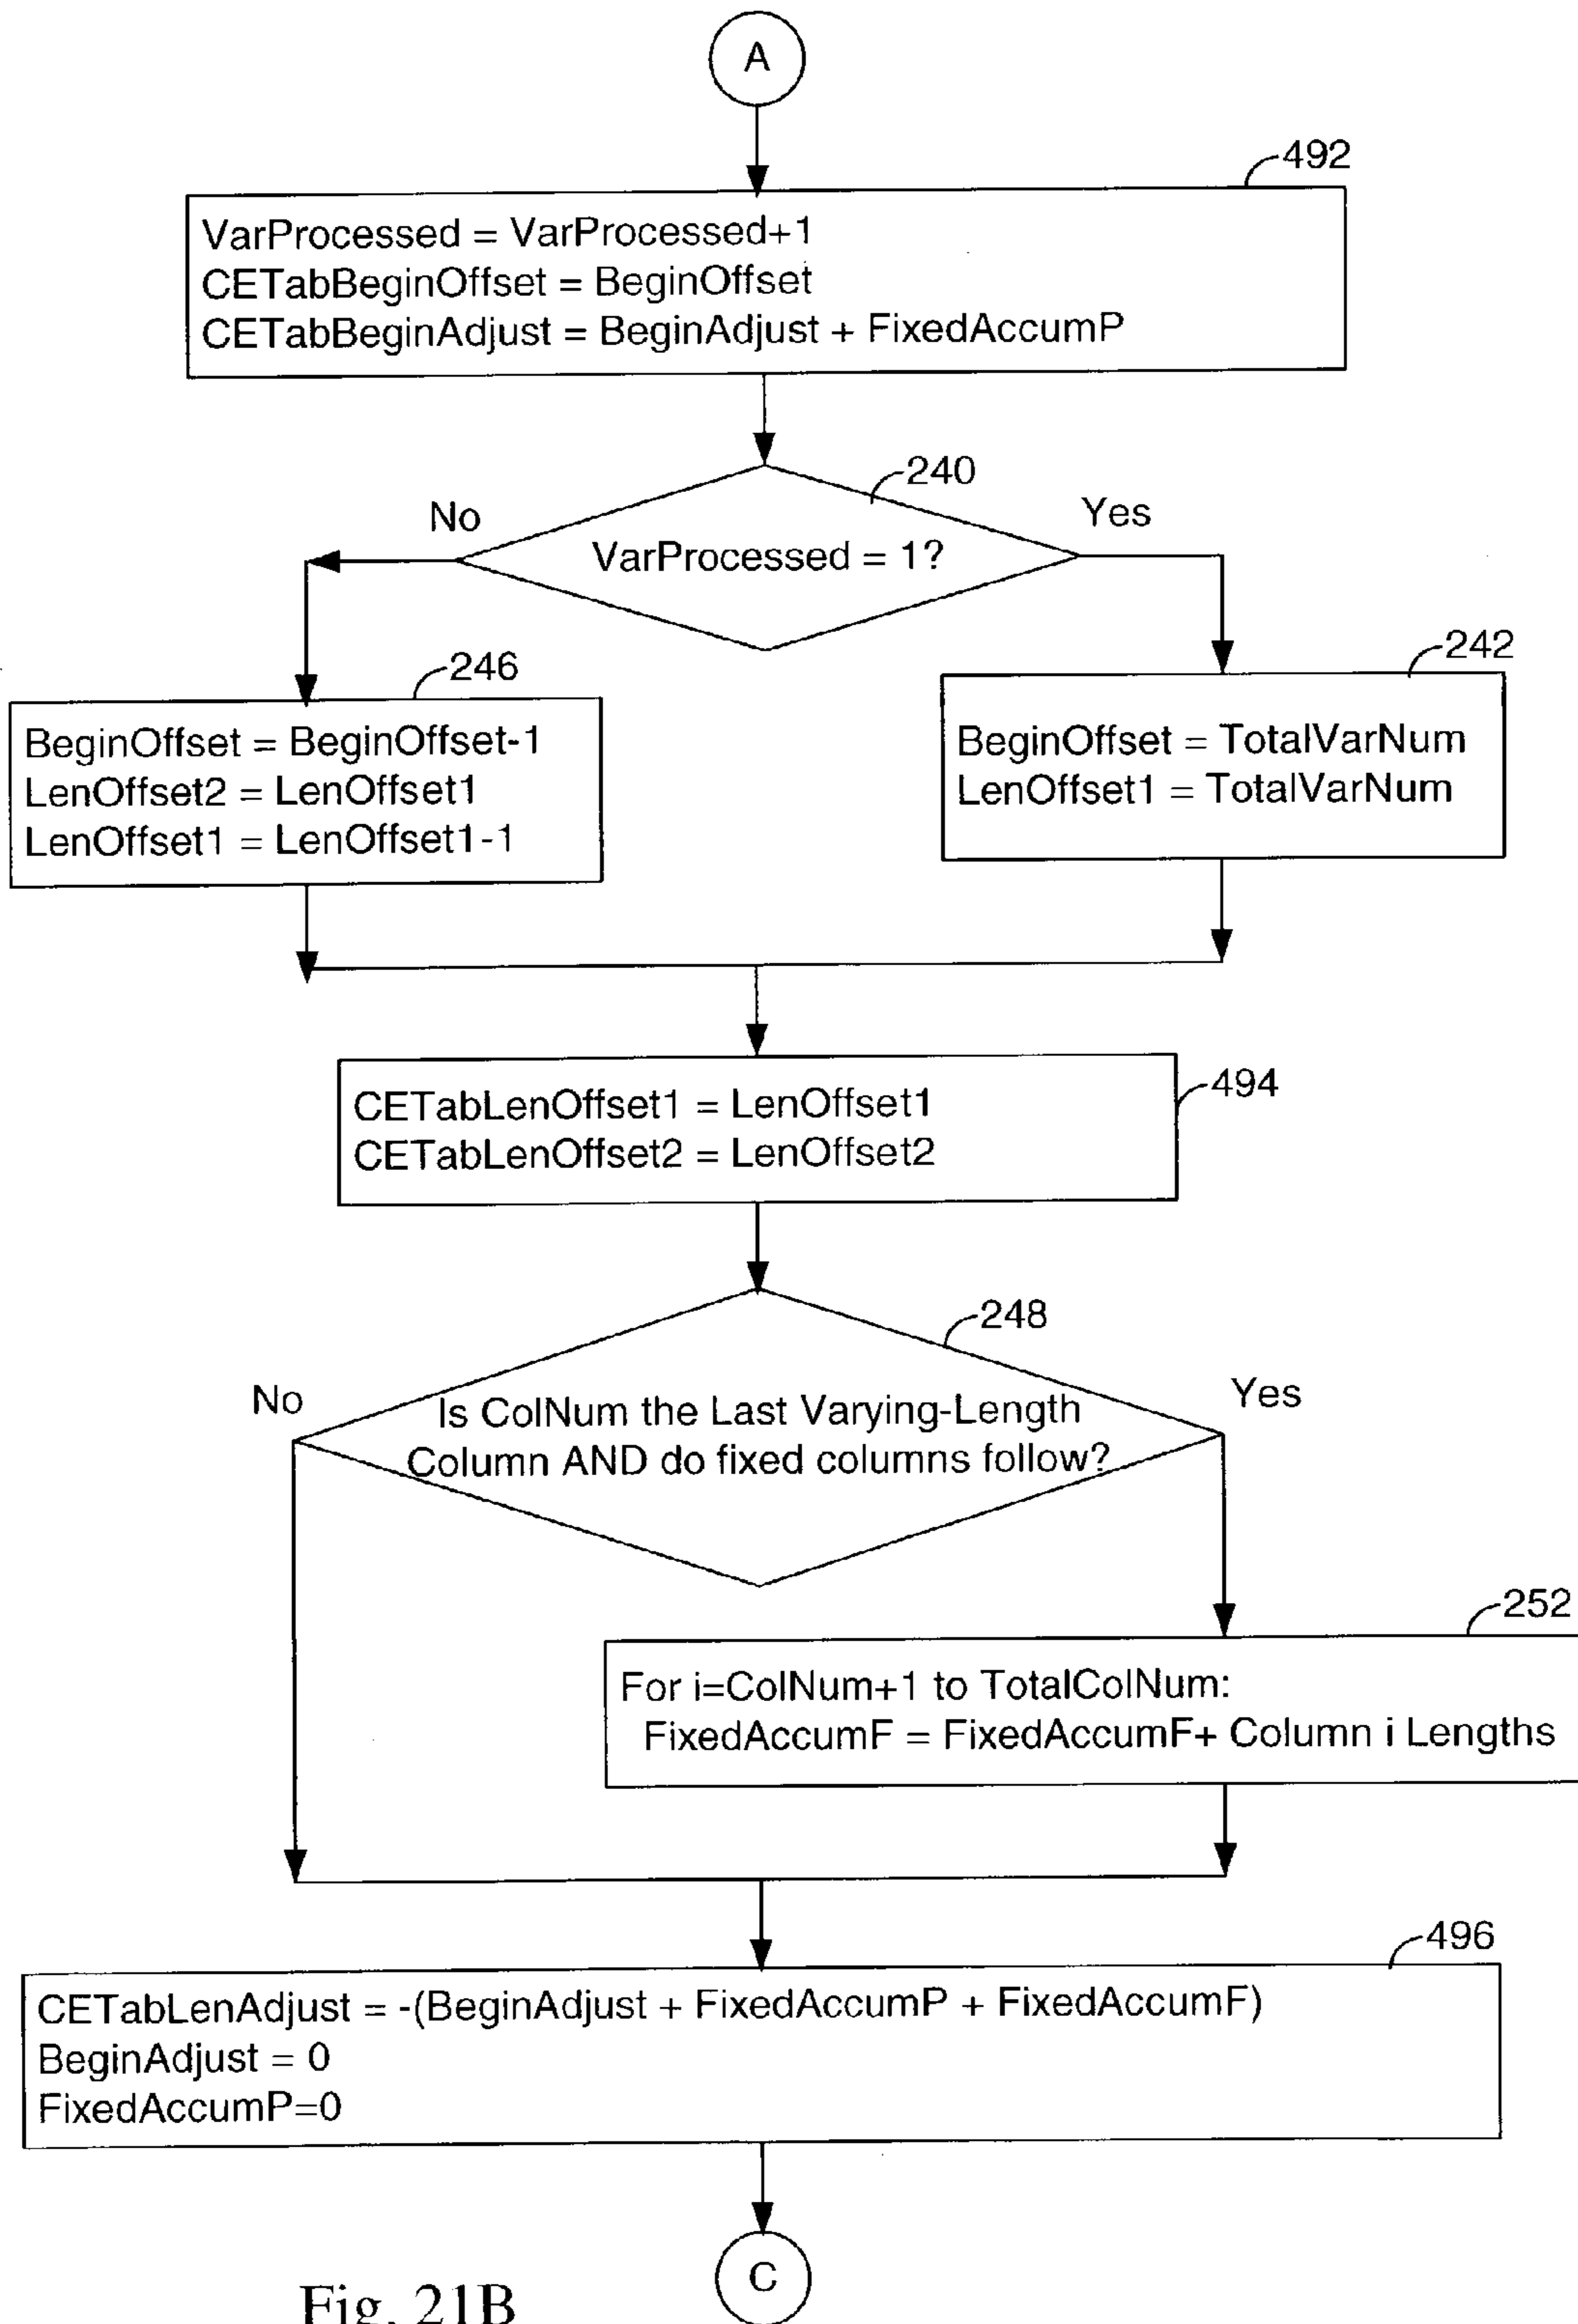 A
492
VarProcessed = VarProcessed+1
CETabBeginOffset = BeginOffset
CETabBeginAdjust = BeginAdjust + FixedAccumP
240
No
Yes
VarProcessed = 1?
246
BeginOffset = BeginOffset-1
LenOffset2 = LenOffset1
LenOffset1 = LenOffset1-1
242
BeginOffset = TotalVarNum
LenOffset1 = TotalVarNum
494
CETabLenOffset1 = LenOffset1
CETabLenOffset2 = LenOffset2
248
No
Yes
Is ColNum the Last Varying-Length
Column AND do fixed columns follow?
252
For i=ColNum+1 to TotalColNum:
FixedAccumF = FixedAccumF+ Column i Lengths
496
CETabLenAdjust = -(BeginAdjust + FixedAccumP + FixedAccumF)
BeginAdjust = 0
FixedAccumP=0
C
Fig. 21B